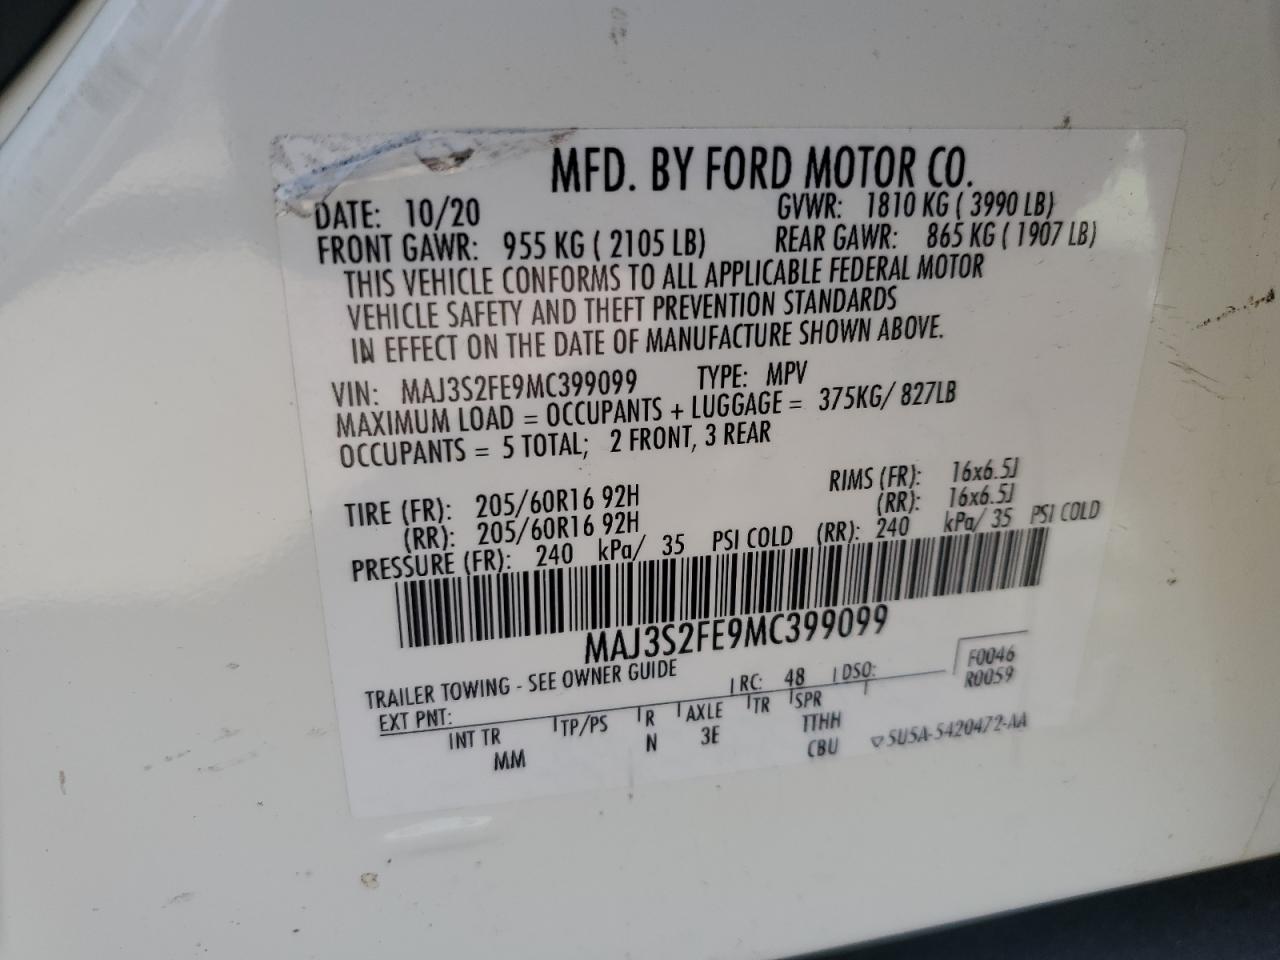 MFD. BY FORD MOTOR CO.
DATE: 10/20 GVWR: 1810 KG ( 3990 LB)
FRONT GAWR: 955 KG ( 2105 LB) REAR GAWR: 865 KG ( 1907 LB)
THIS VEHICLE CONFORMS TO ALL APPLICABLE FEDERAL MOTOR
VEHICLE SAFETY AND THEFT PREVENTION STANDARDS
IN EFFECT ON THE DATE OF MANUFACTURE SHOWN ABOVE.
VIN: MAJ3S2FE9MC399099 TYPE: MPV
MAXIMUM LOAD = OCCUPANTS + LUGGAGE = 375KG/ 827LB
OCCUPANTS = 5 TOTAL; 2 FRONT, 3 REAR
TIRE (FR): 205/60R16 92H RIMS (FR): 16x6.5J
(RR): 205/60R16 92H (RR): 16x6.5J
PRESSURE (FR): 240 kPa/ 35 PSI COLD (RR): 240 kPa/ 35 PSI COLD
MAJ3S2FE9MC399099
TRAILER TOWING - SEE OWNER GUIDE
F0046
R0059
EXT PNT: RC: 48 DSO:
INT TR TP/PS R AXLE TR SPR
MM N 3E TTHH
CBU ▽5U5A-5420472-AA